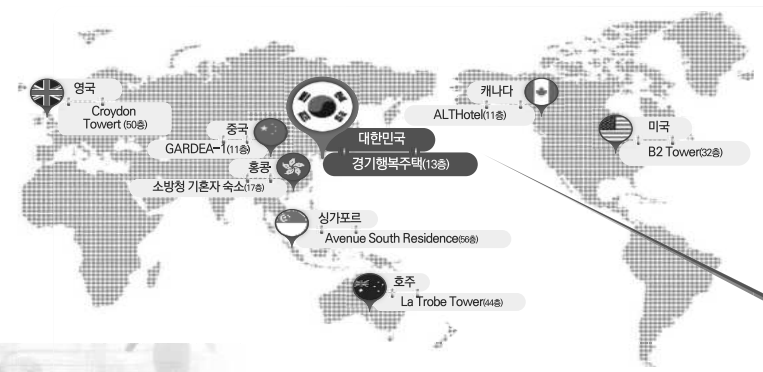 영국
Croydon
Towert (50층)
중국
GARDEA-1(11층)
홍콩
소방청 기혼자 숙소(17층)
대한민국
경기행복주택(13층)
싱가포르
Avenue South Residence(56층)
호주
La Trobe Tower(44층)
캐나다
ALTHotel(11층)
미국
B2 Tower(32층)